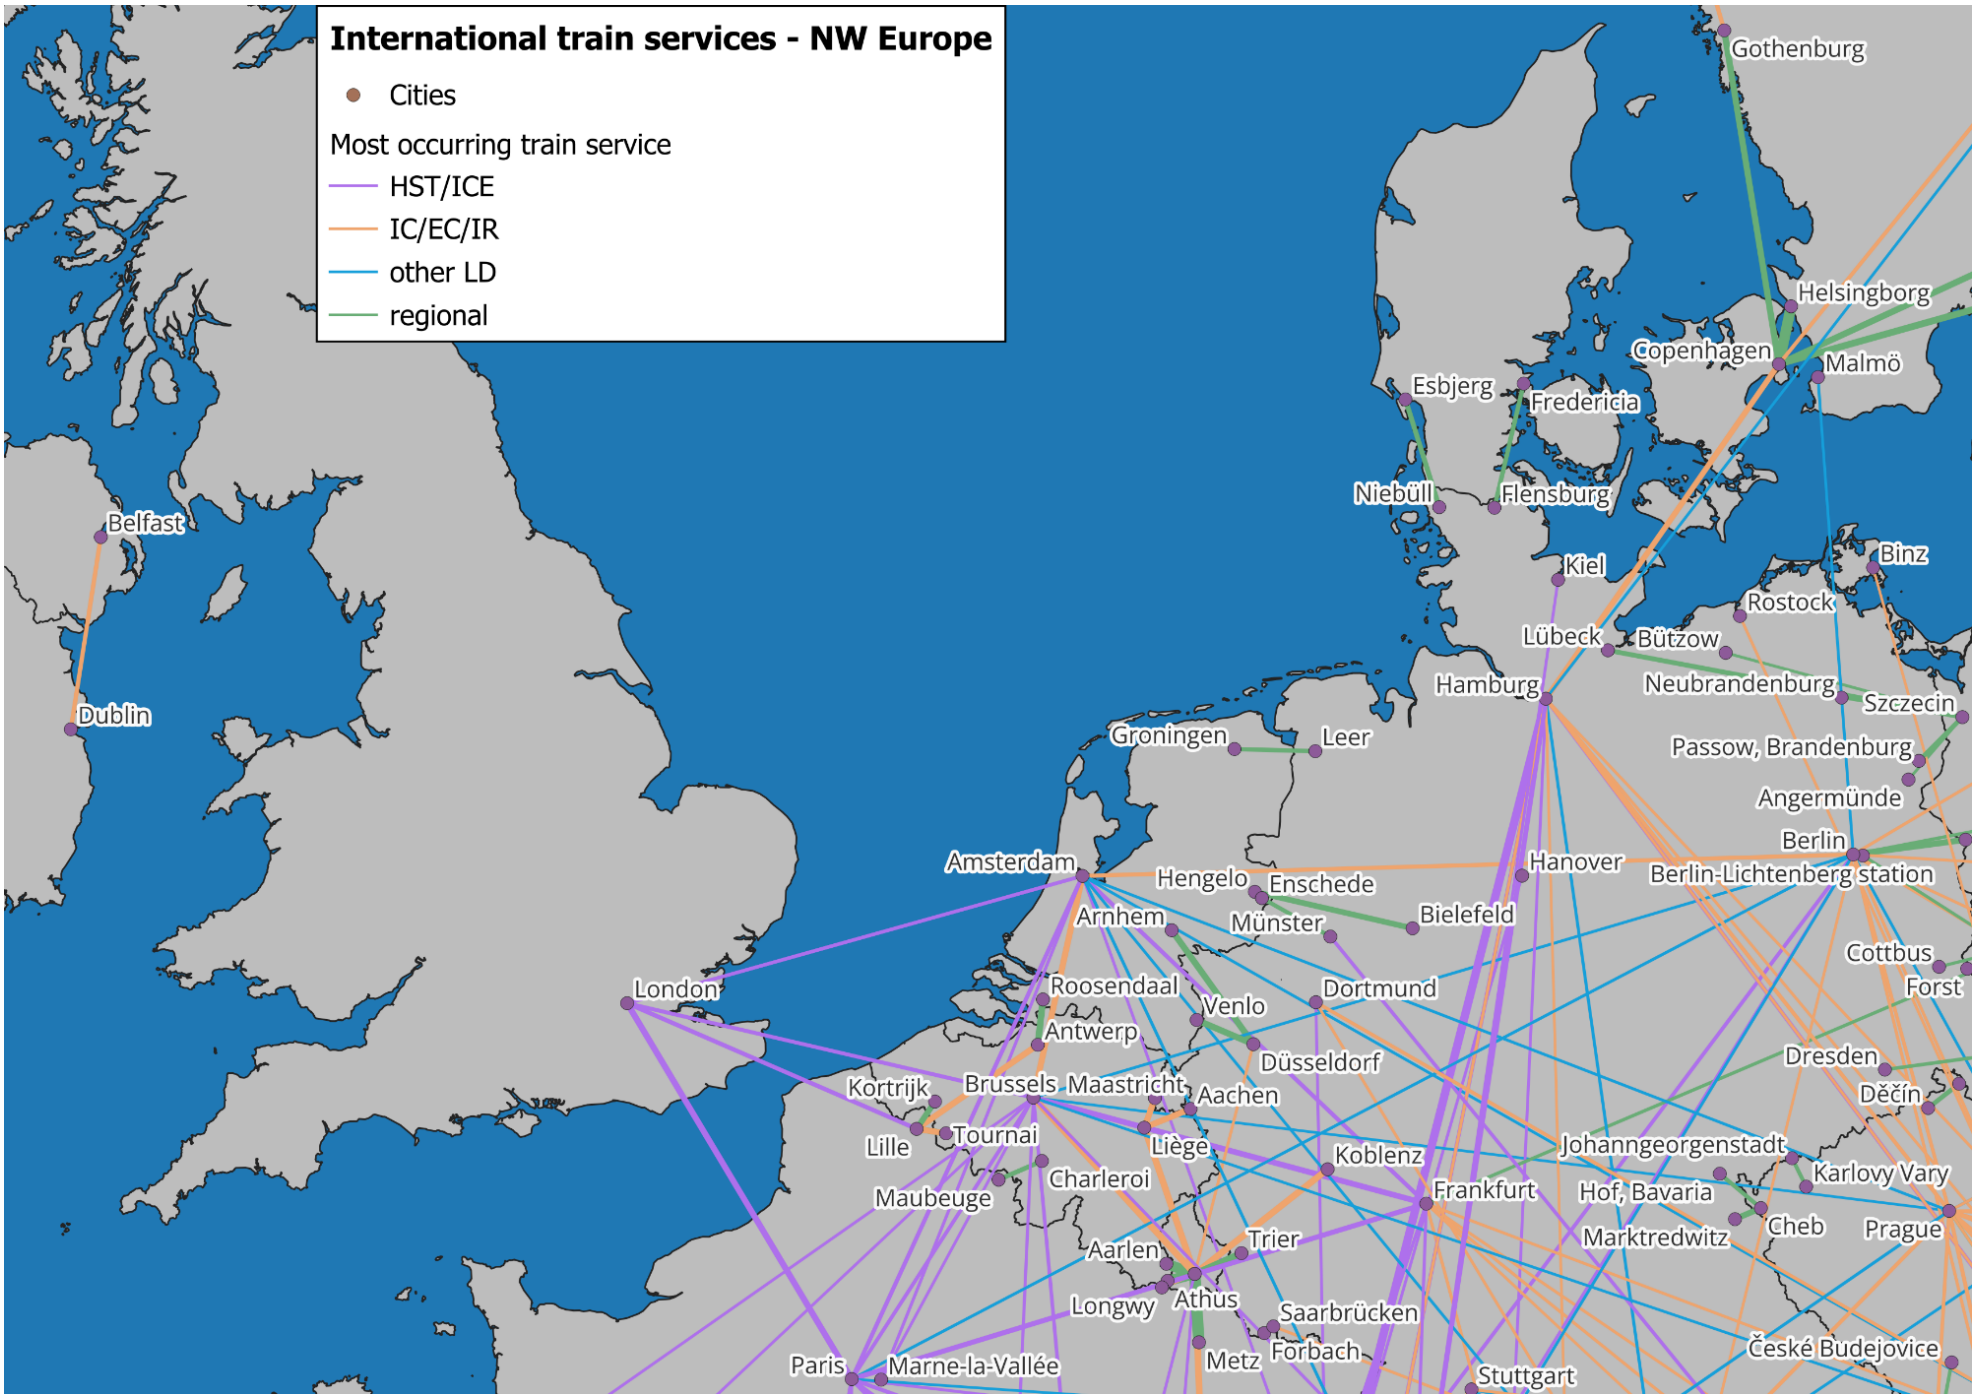 International train services - NW Europe
Cities
Most occurring train service
HST/ICE
IC/EC/IR
other LD
regional
Gothenburg
Helsingborg
Copenhagen
Malmö
Esbjerg
Fredericia
Niebüll
Flensburg
Belfast
Binz
Kiel
Rostock
Lübeck
Bützow
Hamburg
Neubrandenburg
Szczecin
Dublin
Groningen
Leer
Passow, Brandenburg
Angermünde
Berlin
Amsterdam
Hanover
Berlin-Lichtenberg station
Hengelo
Enschede
Arnhem
Münster
Bielefeld
Cottbus
London
Roosendaal
Dortmund
Forst
Venlo
Antwerp
Düsseldorf
Dresden
Kortrijk
Brussels
Maastricht
Aachen
Děčín
Lille
Tournai
Liège
Koblenz
Johanngeorgenstadt
Charleroi
Karlovy Vary
Maubeuge
Frankfurt
Hof, Bavaria
Cheb
Prague
Marktredwitz
Aarlen
Trier
Longwy
Athus
Saarbrücken
Forbach
České Budejovice
Paris
Marne-la-Vallée
Metz
Stuttgart